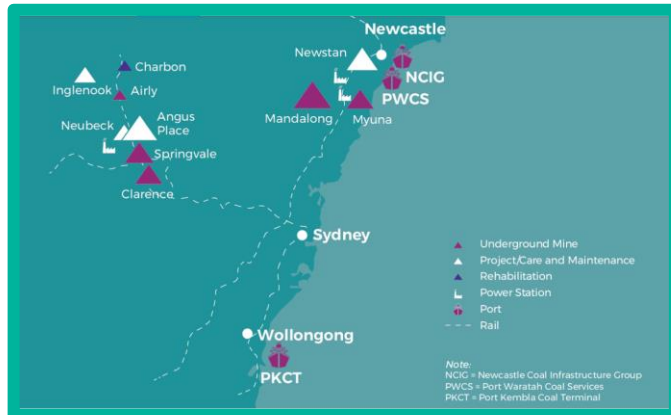 Newcastle
Newstan
NCIG
PWCS
Charbon
Inglenook
Airly
Mandalong
Myuna
Neubeck
Angus
Place
Springvale
Clarence
Sydney
Wollongong
PKCT
Underground Mine
Project/Care and Maintenance
Rehabilitation
Power Station
Port
Rail
Note:
NCIG = Newcastle Coal Infrastructure Group
PWCS = Port Waratah Coal Services
PKCT = Port Kembla Coal Terminal